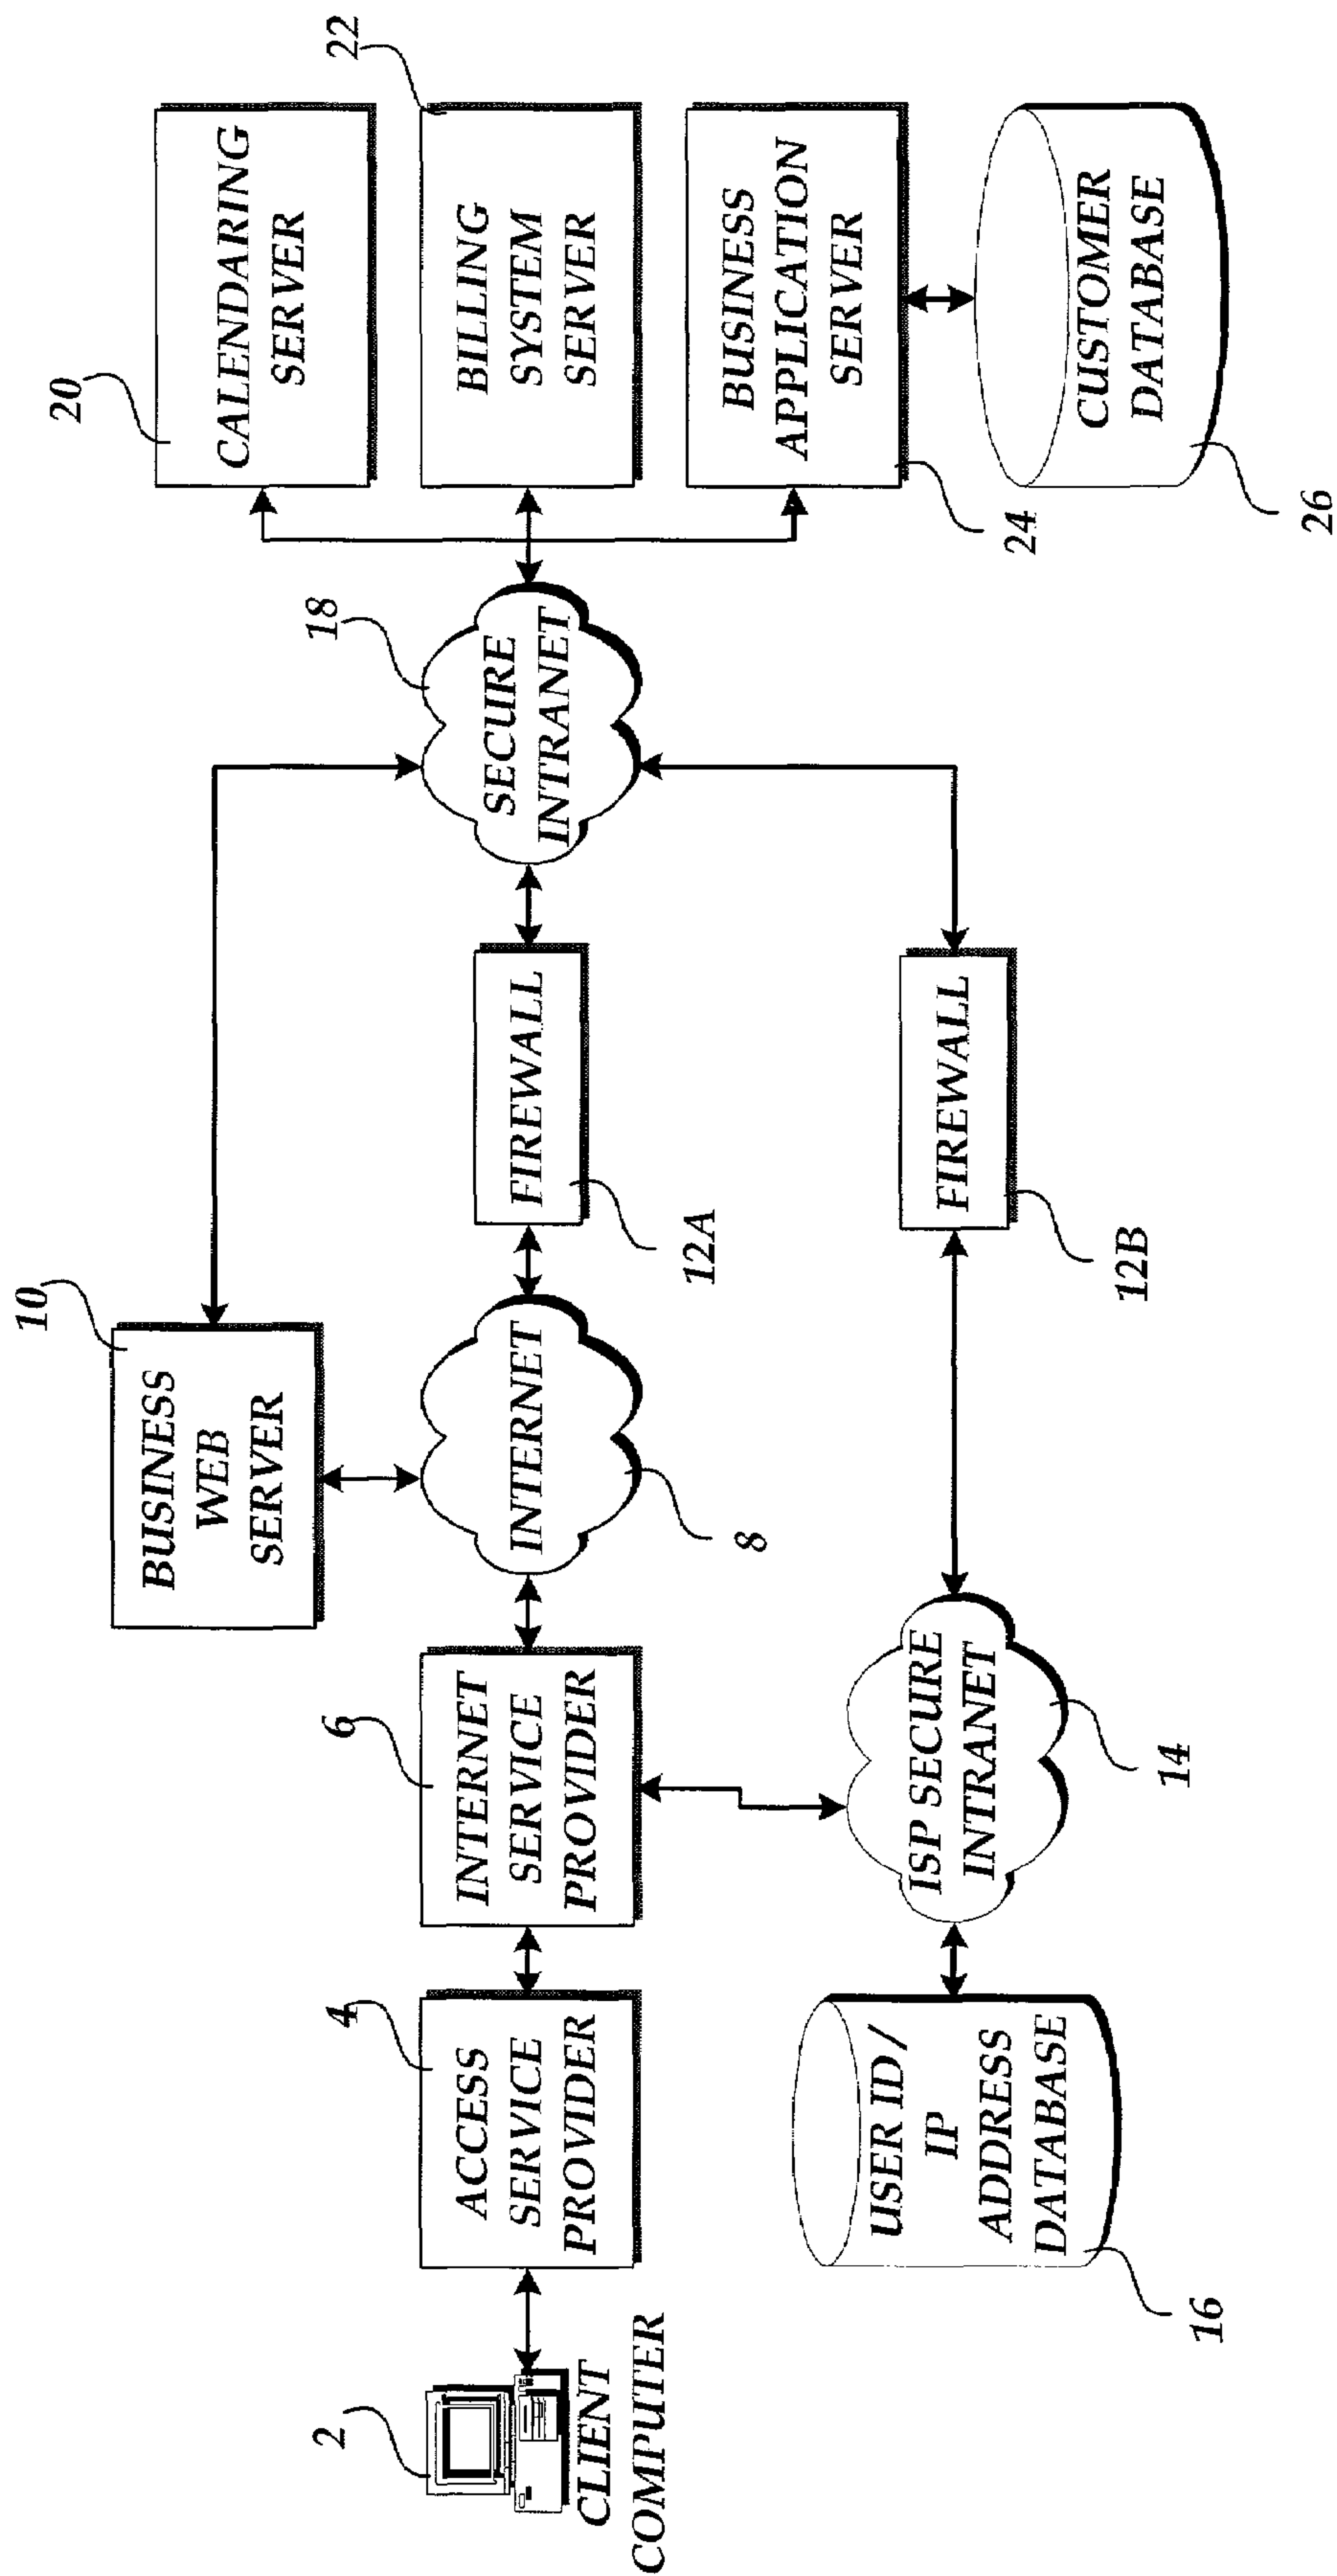 10
BUSINESS
WEB
SERVER
20
CALENDARING
SERVER
2
CLIENT
COMPUTER
4
ACCESS
SERVICE
PROVIDER
6
INTERNET
SERVICE
PROVIDER
INTERNET
8
FIREWALL
12A
18
SECURE
INTRANET
22
BILLING
SYSTEM
SERVER
BUSINESS
APPLICATION
SERVER
24
USER ID/
IP
ADDRESS
DATABASE
16
ISP SECURE
INTRANET
14
FIREWALL
12B
CUSTOMER
DATABASE
26